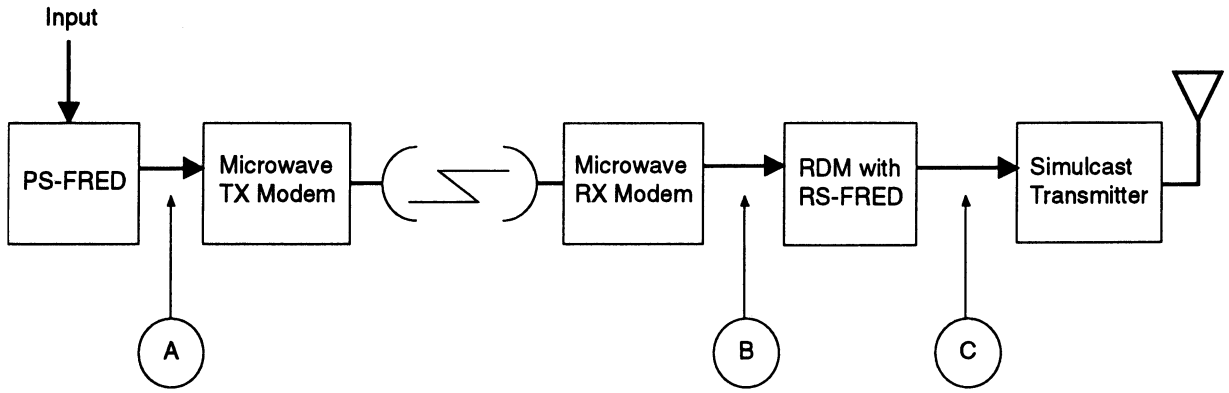 Input
PS-FRED
Microwave
TX Modem
Microwave
RX Modem
RDM with
RS-FRED
Simulcast
Transmitter
A
B
C